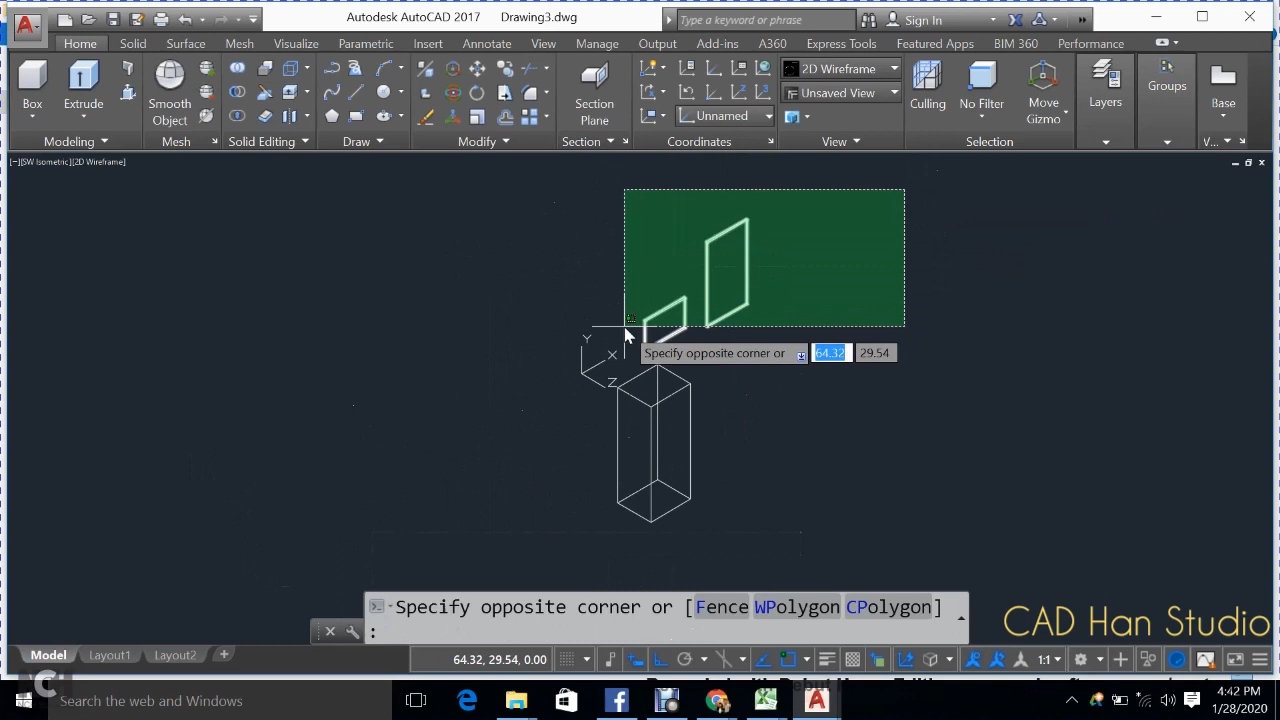 Autodesk AutoCAD 2017 Drawing3.dwg
Type a keyword or phrase
Sign In
Home Solid Surface Mesh Visualize Parametric Insert Annotate View Manage Output Add-ins A360 Express Tools Featured Apps BIM 360 Performance
2D Wireframe
Unsaved View
Unnamed
Box
Extrude
Smooth
Object
Section
Plane
Culling
No Filter
Move
Gizmo
Layers
Groups
Base
Modeling Mesh Solid Editing Draw Modify Section Coordinates View Selection V...
[−][SW Isometric][2D Wireframe]
Y
X
Z
Specify opposite corner or 64.32 29.54
Specify opposite corner or [Fence WPolygon CPolygon]
:
CAD Han Studio
Model Layout1 Layout2
64.32, 29.54, 0.00
1:1
Search the web and Windows
4:42 PM
1/28/2020